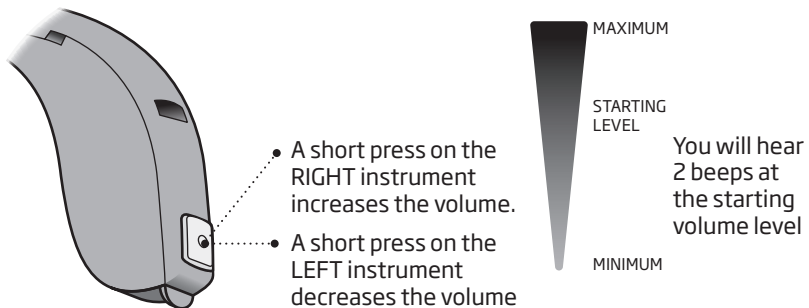 MAXIMUM
STARTING
LEVEL
You will hear
2 beeps at
the starting
volume level
MINIMUM
• A short press on the
RIGHT instrument
increases the volume.
• A short press on the
LEFT instrument
decreases the volume